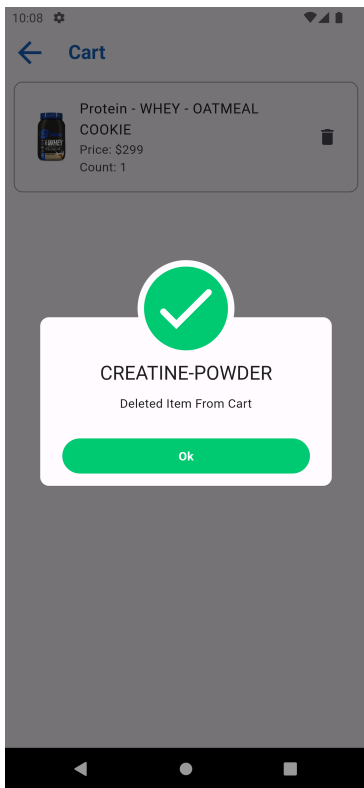 10:08
Cart
Protein - WHEY - OATMEAL
COOKIE
Price: $299
Count: 1
CREATINE-POWDER
Deleted Item From Cart
Ok